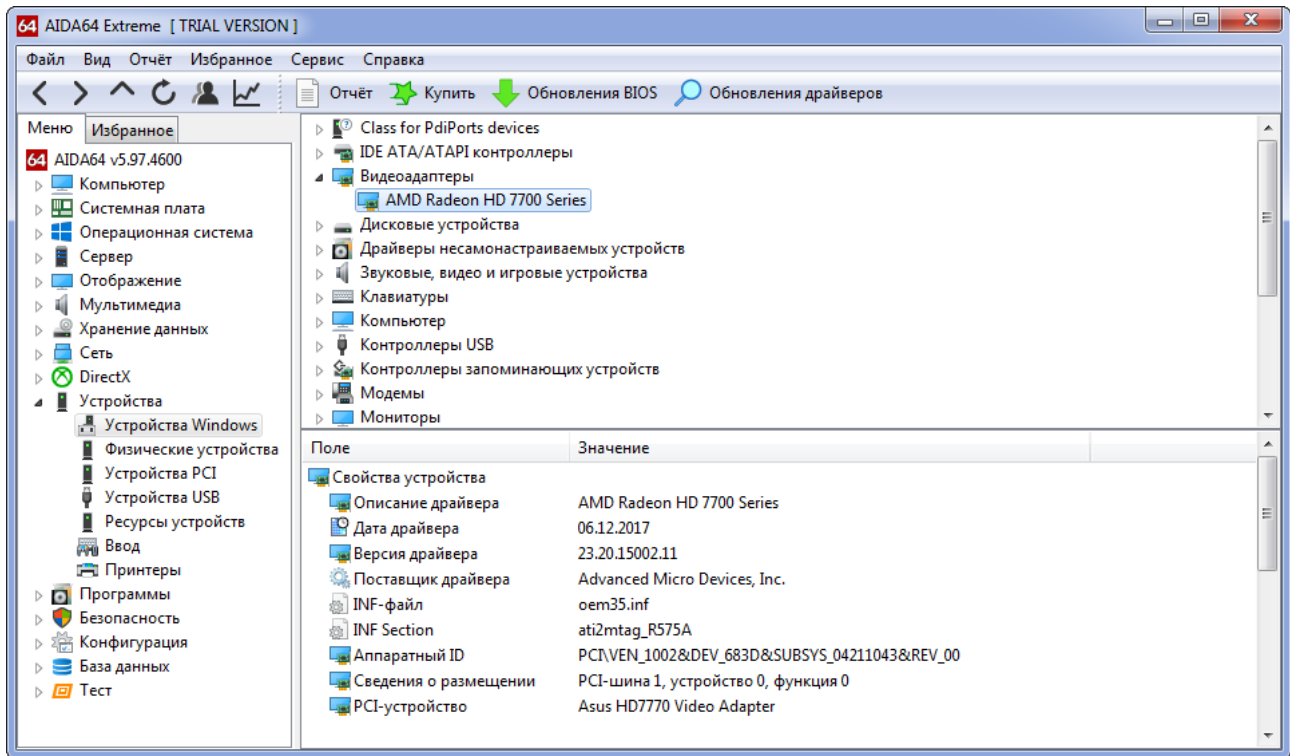 64 AIDA64 Extreme [ TRIAL VERSION ]
Файл Вид Отчёт Избранное Сервис Справка
Отчёт Купить Обновления BIOS Обновления драйверов
Меню Избранное
64 AIDA64 v5.97.4600
Компьютер
Системная плата
Операционная система
Сервер
Отображение
Мультимедиа
Хранение данных
Сеть
DirectX
Устройства
Устройства Windows
Физические устройства
Устройства PCI
Устройства USB
Ресурсы устройств
Ввод
Принтеры
Программы
Безопасность
Конфигурация
База данных
Тест
Class for PdiPorts devices
IDE ATA/ATAPI контроллеры
Видеоадаптеры
AMD Radeon HD 7700 Series
Дисковые устройства
Драйверы несамонастраиваемых устройств
Звуковые, видео и игровые устройства
Клавиатуры
Компьютер
Контроллеры USB
Контроллеры запоминающих устройств
Модемы
Мониторы
Поле Значение
Свойства устройства
Описание драйвера AMD Radeon HD 7700 Series
Дата драйвера 06.12.2017
Версия драйвера 23.20.15002.11
Поставщик драйвера Advanced Micro Devices, Inc.
INF-файл oem35.inf
INF Section ati2mtag_R575A
Аппаратный ID PCI\VEN_1002&DEV_683D&SUBSYS_04211043&REV_00
Сведения о размещении PCI-шина 1, устройство 0, функция 0
PCI-устройство Asus HD7770 Video Adapter